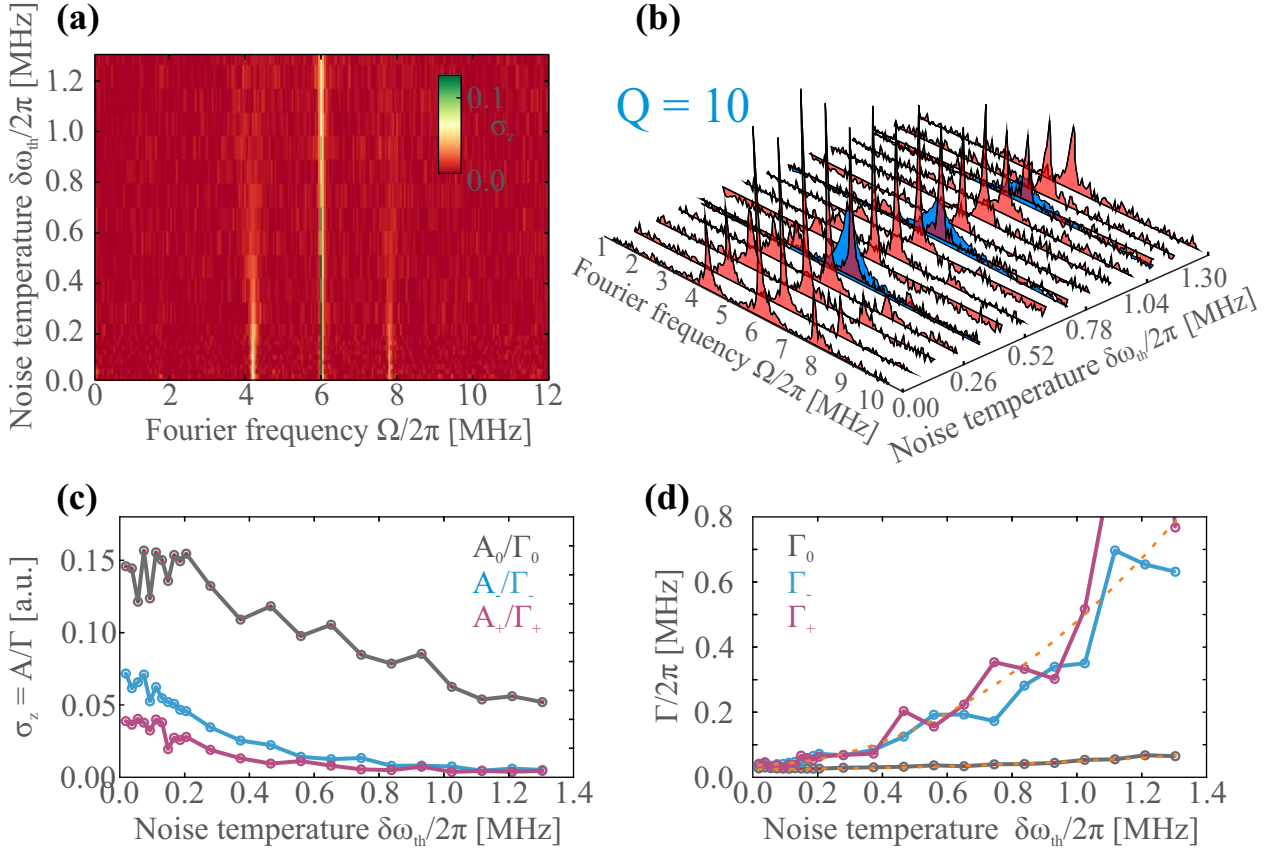 (a)
Noise temperature δω_th/2π [MHz]
1.2
1.0
0.8
0.6
0.4
0.2
0.0
0.1
σ_z
0.0
0 2 4 6 8 10 12
Fourier frequency Ω/2π [MHz]
(b)
Q = 10
1 2 3 4 5 6 7 8 9 10
Fourier frequency Ω/2π [MHz]
0.00 0.26 0.52 0.78 1.04 1.30
Noise temperature δω_th/2π [MHz]
(c)
σ_z = A/Γ [a.u.]
0.15
0.10
0.05
0.00
A_0/Γ_0
A_-/Γ_-
A_+/Γ_+
0.0 0.2 0.4 0.6 0.8 1.0 1.2 1.4
Noise temperature δω_th/2π [MHz]
(d)
Γ/2π [MHz]
0.8
0.6
0.4
0.2
0.0
Γ_0
Γ_-
Γ_+
0.0 0.2 0.4 0.6 0.8 1.0 1.2 1.4
Noise temperature δω_th/2π [MHz]